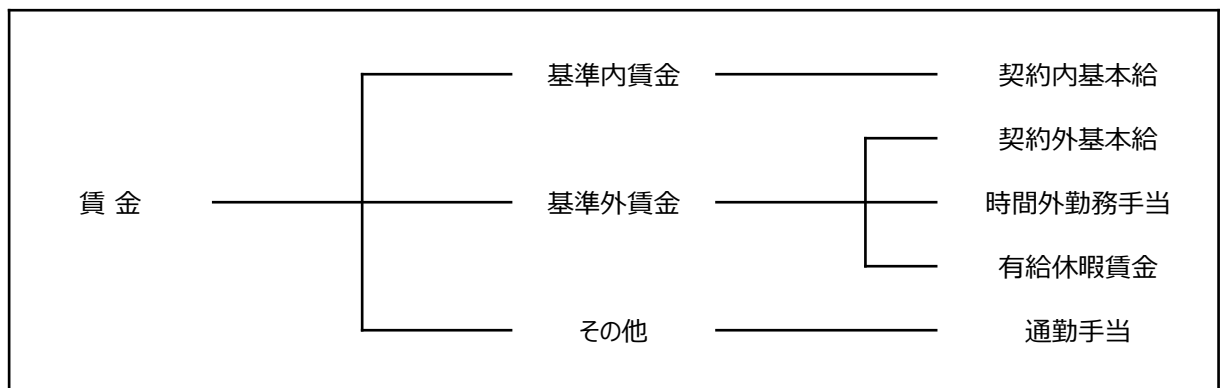 基準内賃金 契約内基本給
契約外基本給
賃 金 基準外賃金 時間外勤務手当
有給休暇賃金
その他 通勤手当